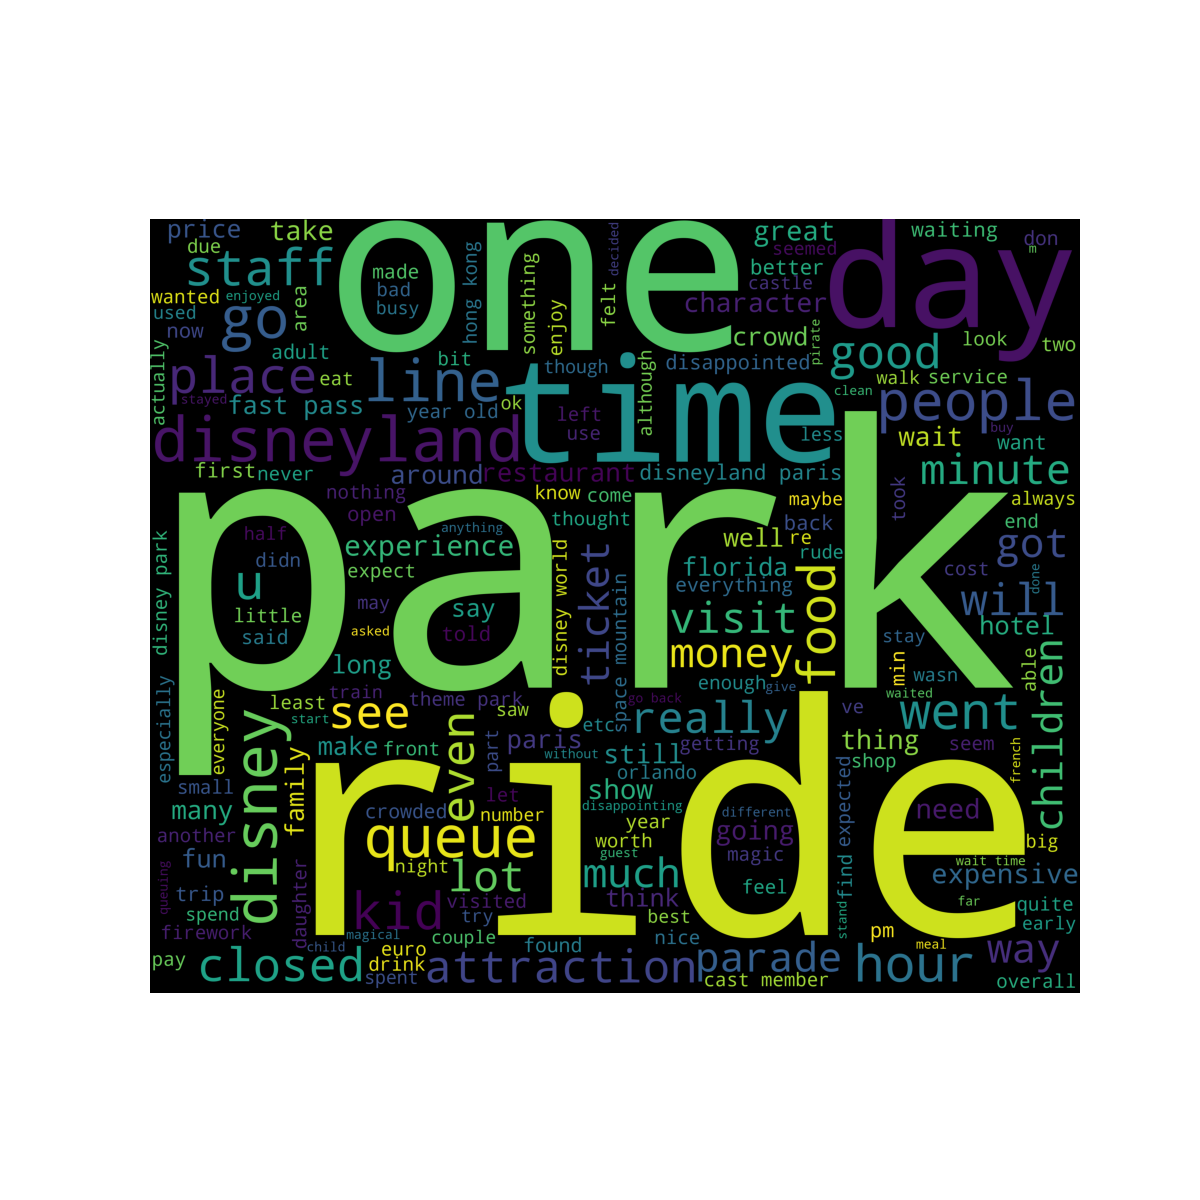 price
take
due
staff
wanted
enjoyed
used
go
now
area
made
bad
busy
one
hong kong
something
enjoy
felt
decided
great
seemed
better
castle
character
crowd
pirate
waiting
don
m
day
look
two
good
actually
adult
place
eat
stayed
fast pass
line
bit
year old
ok
though
time
left
use
although
disappointed
less
clean
walk
service
people
buy
wait
want
disneyland
first
never
around
restaurant
disneyland paris
minute
nothing
open
know
come
thought
maybe
back
took
always
end
half
anything
park
didn
experience
expect
well
re
rude
got
disney park
u
little
said
may
asked
say
told
disney world
ticket
space mountain
florida
everything
visit
money
food
cost
will
done
hotel
stay
long
enough
give
min
wasn
able
children
especially
everyone
least
train
theme park
start
see
saw
go back
etc
really
ve
waited
went
disney
family
make
front
even
part
paris
without
still
getting
orlando
thing
shop
seem
french
small
many
another
crowded
let
number
show
disappointing
year
different
going
ride
expected
need
big
fun
queue
night
lot
worth
guest
much
magic
think
feel
find
wait time
expensive
queuing
trip
spend
firework
daughter
kid
visited
try
best
stand
far
quite
early
magical
child
couple
euro
drink
spent
found
nice
pm
meal
way
pay
closed
attraction
parade
cast member
hour
overall